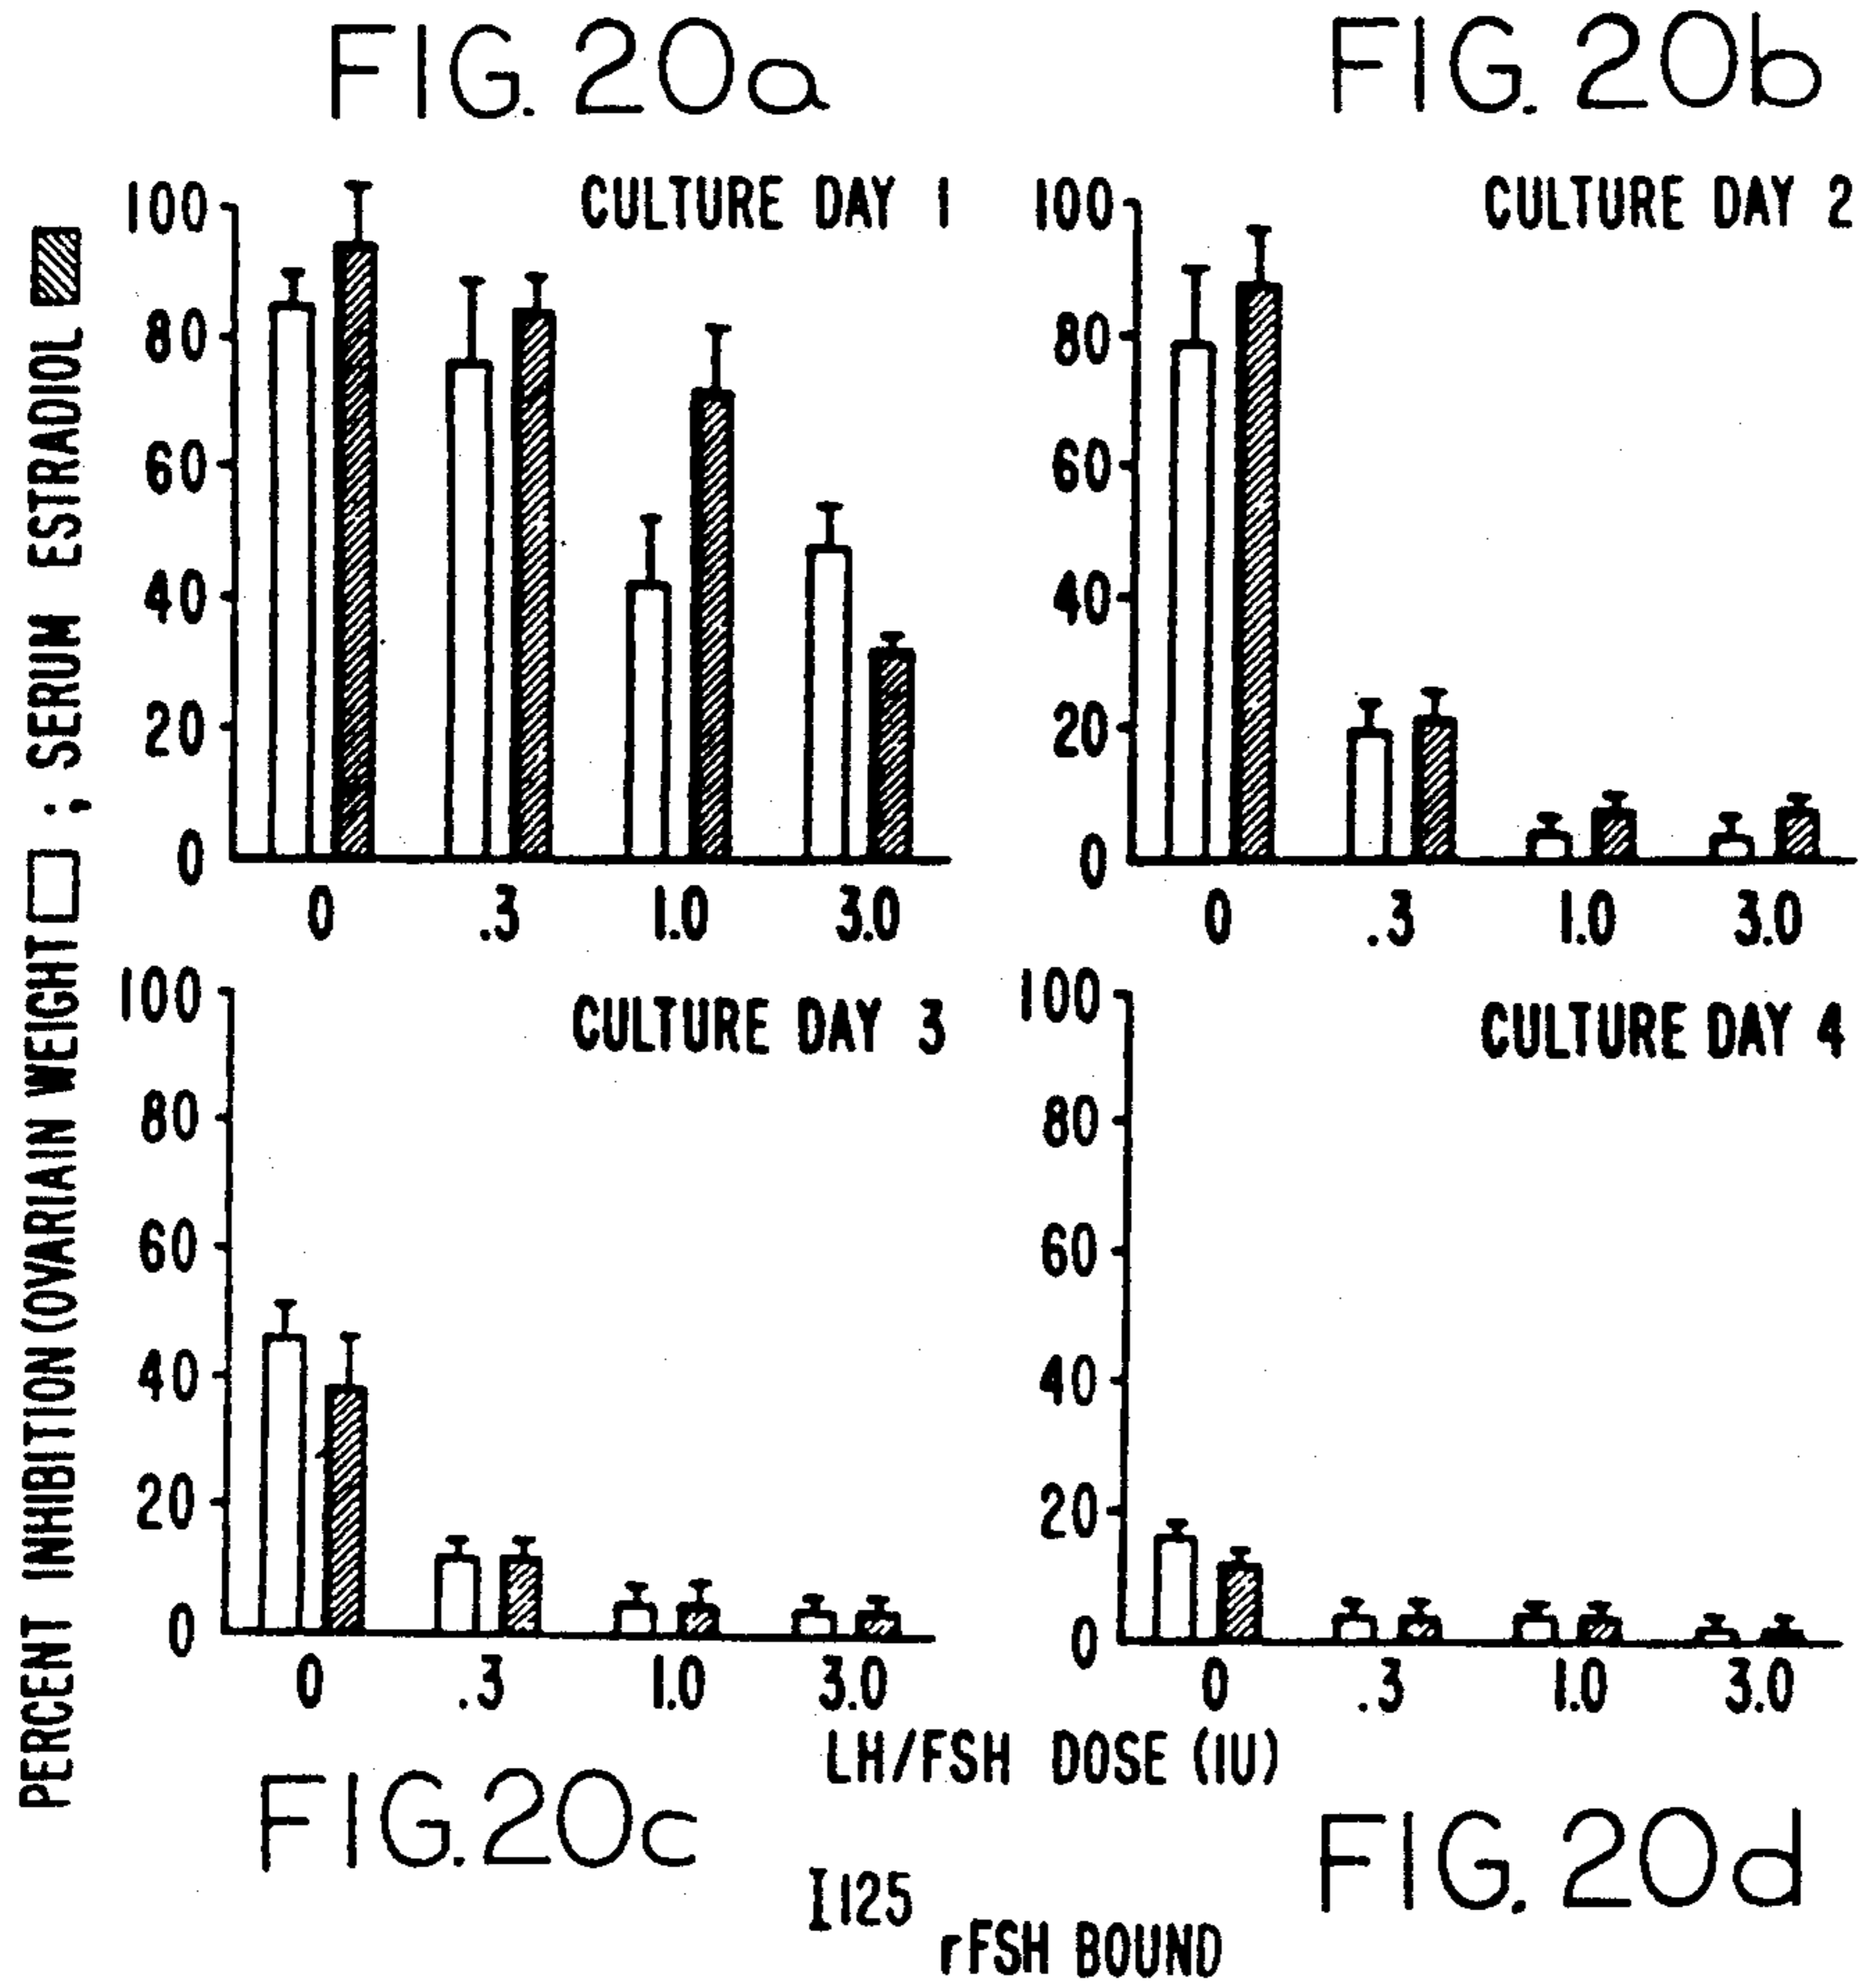 FIG. 20a
FIG. 20b
PERCENT INHIBITION (OVARIAN WEIGHT ; SERUM ESTRADIOL
CULTURE DAY 1
100
80
60
40
20
0
0 .3 1.0 3.0
CULTURE DAY 2
100
80
60
40
20
0
0 .3 1.0 3.0
CULTURE DAY 3
100
80
60
40
20
0
0 .3 1.0 3.0
CULTURE DAY 4
100
80
60
40
20
0
0 .3 1.0 3.0
LH/FSH DOSE (IU)
FIG. 20c
FIG. 20d
I125
rFSH BOUND